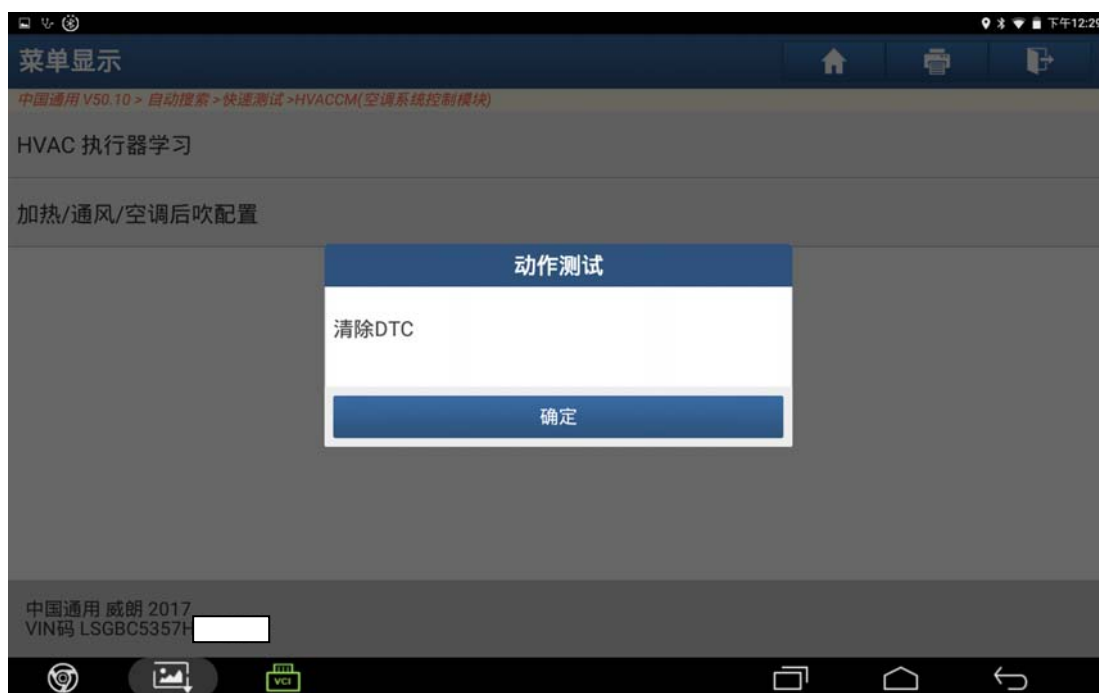 下午12:29
菜单显示
中国通用 V50.10 > 自动搜索 > 快速测试 >HVACCM(空调系统控制模块)
HVAC 执行器学习
加热/通风/空调后吹配置
动作测试
清除DTC
确定
中国通用 威朗 2017
VIN码 LSGBC5357H
VCI